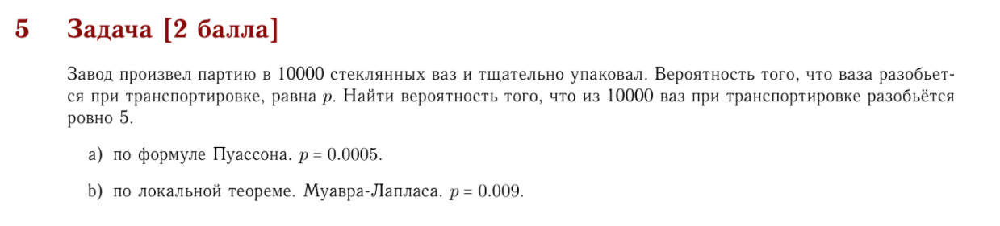 5 Задача [2 балла]
Завод произвел партию в 10000 стеклянных ваз и тщательно упаковал. Вероятность того, что ваза разобьет-
ся при транспортировке, равна p. Найти вероятность того, что из 10000 ваз при транспортировке разобьётся
ровно 5.
a) по формуле Пуассона. p = 0.0005.
b) по локальной теореме. Муавра-Лапласа. p = 0.009.